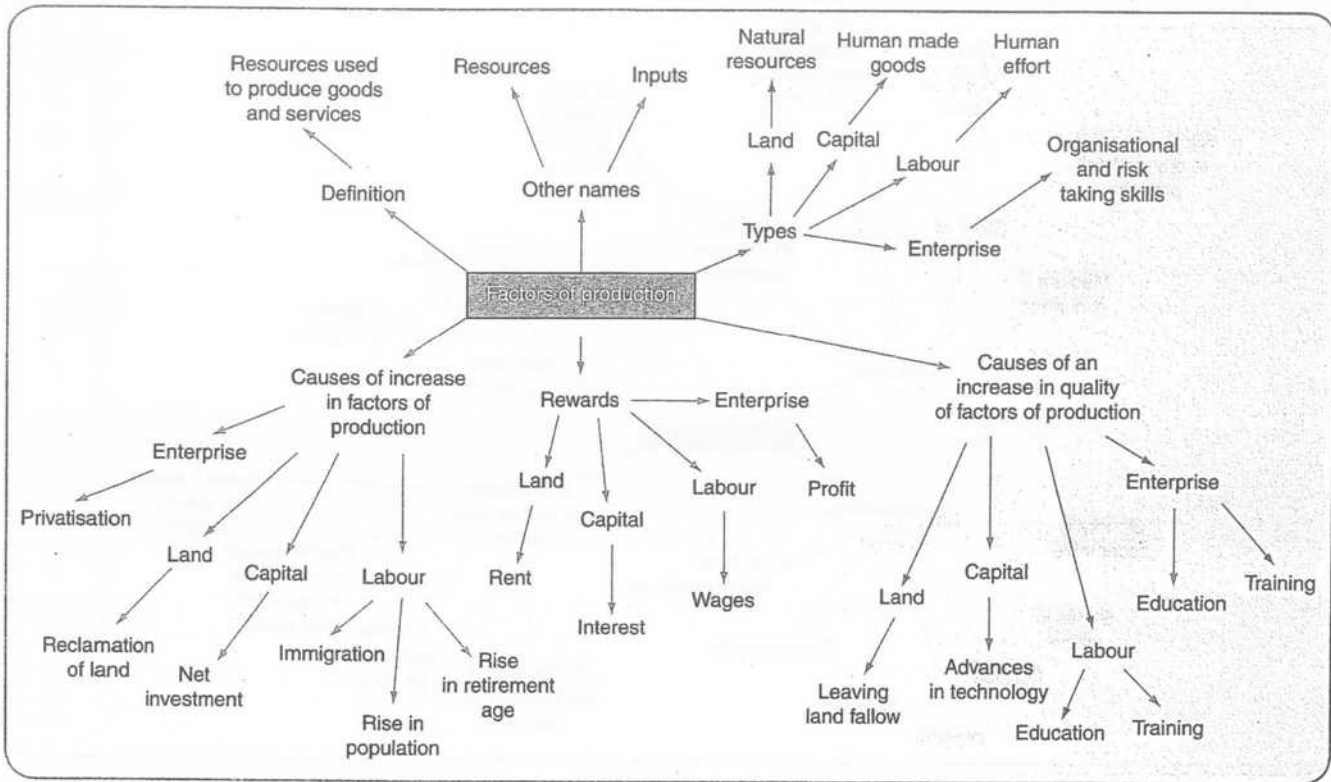 Resources used
to produce goods
and services
Resources
Inputs
Natural
resources
Human made
goods
Human
effort
Land
Capital
Labour
Organisational
and risk
taking skills
Definition
Other names
Types
Enterprise
Factors of production
Causes of increase
in factors of
production
Rewards
Enterprise
Causes of an
increase in quality
of factors of production
Enterprise
Privatisation
Land
Capital
Labour
Reclamation
of land
Net
investment
Immigration
Rise in
population
Rise
in retirement
age
Land
Rent
Capital
Interest
Labour
Wages
Profit
Land
Leaving
land fallow
Capital
Advances
in technology
Labour
Education
Training
Enterprise
Education
Training